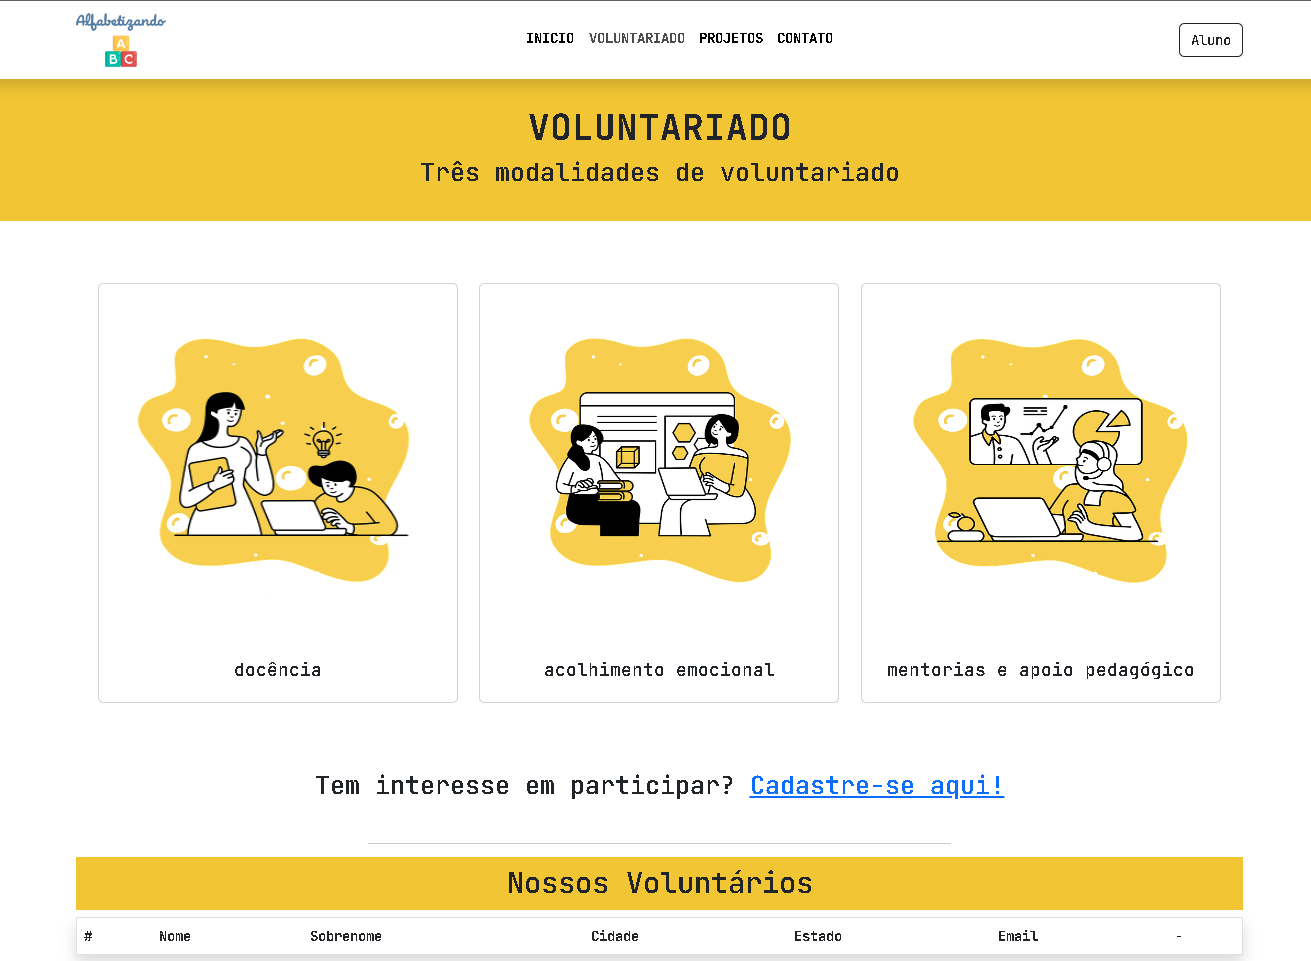 Alfabetizando
A
B C
INICIO VOLUNTARIADO PROJETOS CONTATO
Aluno
VOLUNTARIADO
Três modalidades de voluntariado
docência
acolhimento emocional
mentorias e apoio pedagógico
Tem interesse em participar? Cadastre-se aqui!
Nossos Voluntários
# Nome Sobrenome Cidade Estado Email -